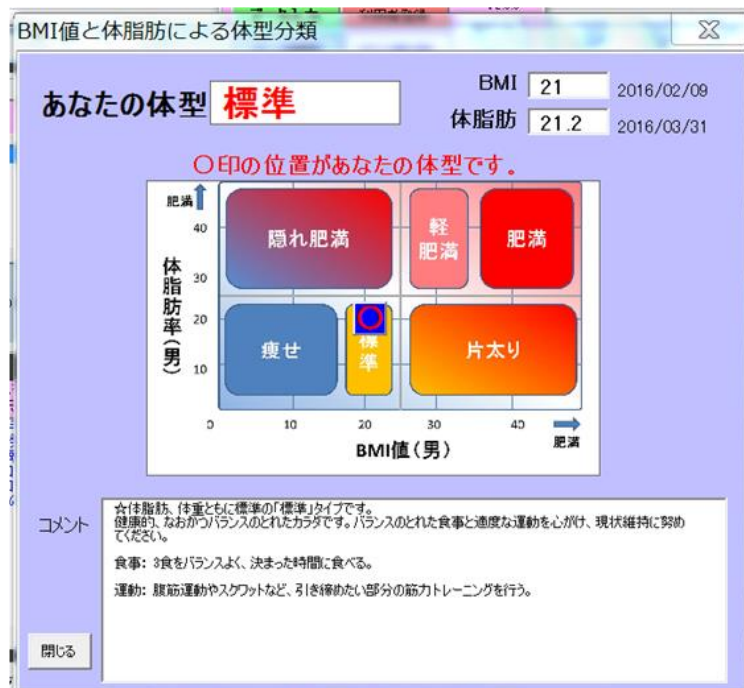 BMI値と体脂肪による体型分類
あなたの体型 標準
BMI 21 2016/02/09
体脂肪 21.2 2016/03/31
〇印の位置があなたの体型です。
肥満
40
30
20
10
体脂肪率(男)
隠れ肥満
軽
肥満
肥満
痩せ
標
準
片太り
0 10 20 30 40
肥満
BMI値(男)
コメント
☆体脂肪、体重ともに標準の「標準」タイプです。
健康的、なおかつバランスのとれたカラダです。バランスのとれた食事と適度な運動を心がけ、現状維持に努め
てください。
食事: 3食をバランスよく、決まった時間に食べる。
運動: 腹筋運動やスクワットなど、引き締めたい部分の筋力トレーニングを行う。
閉じる